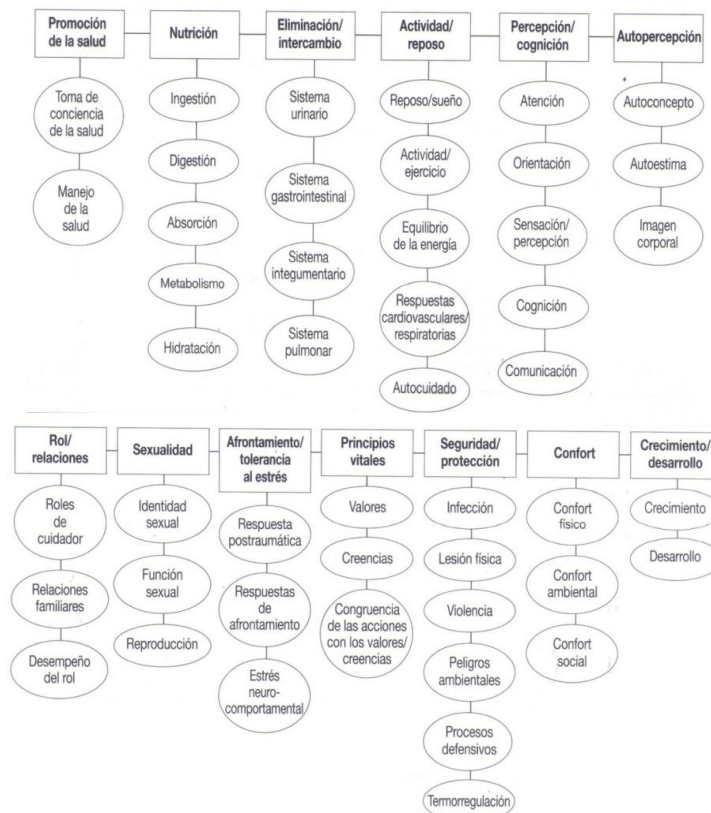 Promoción
de la salud
Nutrición
Eliminación/
intercambio
Actividad/
reposo
Percepción/
cognición
Autopercepción
Toma de
conciencia
de la salud
Manejo
de la
salud
Ingestión
Digestión
Absorción
Metabolismo
Hidratación
Sistema
urinario
Sistema
gastrointestinal
Sistema
integumentario
Sistema
pulmonar
Reposo/sueño
Actividad/
ejercicio
Equilibrio
de la energía
Respuestas
cardiovasculares/
respiratorias
Autocuidado
Atención
Orientación
Sensación/
percepción
Cognición
Comunicación
Autoconcepto
Autoestima
Imagen
corporal
Rol/
relaciones
Sexualidad
Afrontamiento/
tolerancia
al estrés
Principios
vitales
Seguridad/
protección
Confort
Crecimiento/
desarrollo
Roles
de
cuidador
Relaciones
familiares
Desempeño
del rol
Identidad
sexual
Función
sexual
Reproducción
Respuesta
postraumática
Respuestas
de
afrontamiento
Estrés
neuro-
comportamental
Valores
Creencias
Congruencia
de las acciones
con los valores/
creencias
Infección
Lesión física
Violencia
Peligros
ambientales
Procesos
defensivos
Termorregulación
Confort
físico
Confort
ambiental
Confort
social
Crecimiento
Desarrollo